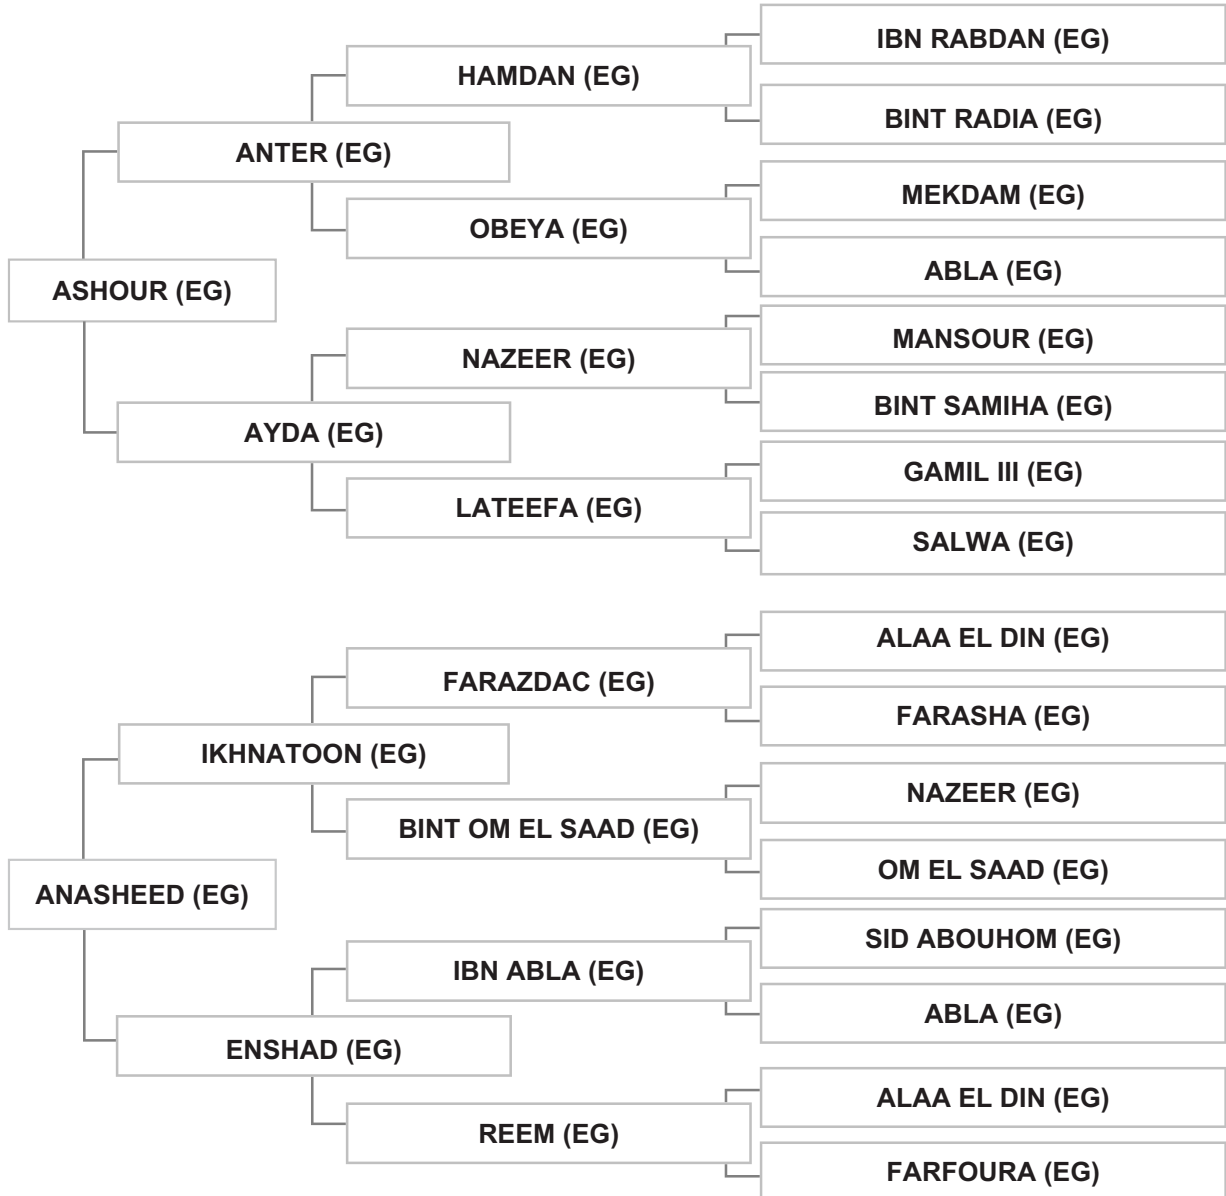 IBN RABDAN (EG)
HAMDAN (EG)
BINT RADIA (EG)
ANTER (EG)
MEKDAM (EG)
OBEYA (EG)
ABLA (EG)
ASHOUR (EG)
MANSOUR (EG)
NAZEER (EG)
BINT SAMIHA (EG)
AYDA (EG)
GAMIL III (EG)
LATEEFA (EG)
SALWA (EG)
ALAA EL DIN (EG)
FARAZDAC (EG)
FARASHA (EG)
IKHNATOON (EG)
NAZEER (EG)
BINT OM EL SAAD (EG)
OM EL SAAD (EG)
ANASHEED (EG)
SID ABOUHOM (EG)
IBN ABLA (EG)
ABLA (EG)
ENSHAD (EG)
ALAA EL DIN (EG)
REEM (EG)
FARFOURA (EG)